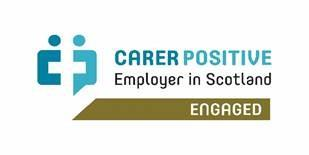 CARER POSITIVE
Employer in Scotland
ENGAGED